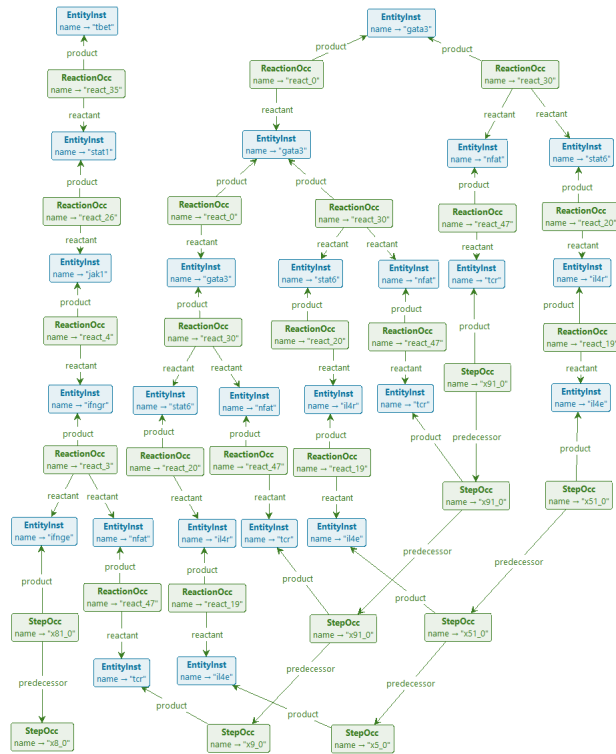 EntityInst
name → "tbet"
EntityInst
name → "gata3"
product
product
product
ReactionOcc
name → "react_35"
ReactionOcc
name → "react_0"
ReactionOcc
name → "react_30"
reactant
reactant
reactant
reactant
EntityInst
name → "stat1"
EntityInst
name → "gata3"
EntityInst
name → "nfat"
EntityInst
name → "stat6"
product
product
product
product
product
ReactionOcc
name → "react_26"
ReactionOcc
name → "react_0"
ReactionOcc
name → "react_30"
ReactionOcc
name → "react_47"
ReactionOcc
name → "react_20"
reactant
reactant
reactant
reactant
reactant
reactant
EntityInst
name → "jak1"
EntityInst
name → "gata3"
EntityInst
name → "stat6"
EntityInst
name → "nfat"
EntityInst
name → "tcr"
EntityInst
name → "il4r"
product
product
product
product
product
product
ReactionOcc
name → "react_4"
ReactionOcc
name → "react_30"
ReactionOcc
name → "react_20"
ReactionOcc
name → "react_47"
ReactionOcc
name → "react_19"
reactant
reactant
reactant
reactant
reactant
reactant
StepOcc
name → "x91_0"
EntityInst
name → "ifngr"
EntityInst
name → "stat6"
EntityInst
name → "nfat"
EntityInst
name → "il4r"
EntityInst
name → "tcr"
EntityInst
name → "il4e"
product
product
product
product
product
predecessor
product
ReactionOcc
name → "react_3"
ReactionOcc
name → "react_20"
ReactionOcc
name → "react_47"
ReactionOcc
name → "react_19"
StepOcc
name → "x91_0"
StepOcc
name → "x51_0"
reactant
reactant
reactant
reactant
reactant
EntityInst
name → "ifnge"
EntityInst
name → "nfat"
EntityInst
name → "il4r"
EntityInst
name → "tcr"
EntityInst
name → "il4e"
product
product
product
product
predecessor
predecessor
product
ReactionOcc
name → "react_47"
ReactionOcc
name → "react_19"
StepOcc
name → "x81_0"
StepOcc
name → "x91_0"
StepOcc
name → "x51_0"
reactant
reactant
EntityInst
name → "tcr"
EntityInst
name → "il4e"
predecessor
predecessor
predecessor
product
product
StepOcc
name → "x8_0"
StepOcc
name → "x9_0"
StepOcc
name → "x5_0"